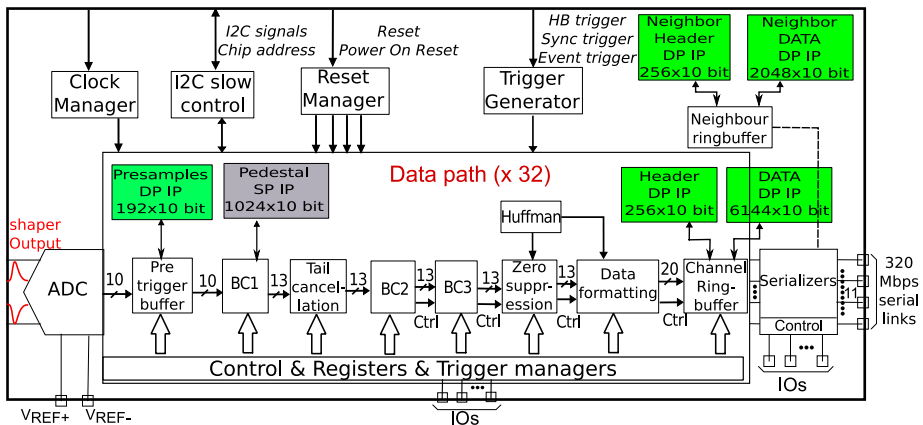 I2C signals
Chip address
Reset
Power On Reset
HB trigger
Sync trigger
Event trigger
Neighbor
Header
DP IP
256x10 bit
Neighbor
DATA
DP IP
2048x10 bit
Clock
Manager
I2C slow
control
Reset
Manager
Trigger
Generator
Neighbour
ringbuffer
Data path (x 32)
Presamples
DP IP
192x10 bit
Pedestal
SP IP
1024x10 bit
Header
DP IP
256x10 bit
DATA
DP IP
6144x10 bit
Huffman
shaper
Output
ADC
10
Pre
trigger
buffer
10
BC1
13
Tail
cancel-
lation
13
BC2
13
Ctrl
BC3
13
Ctrl
Zero
suppr-
ession
13
Ctrl
Data
formatting
20
Ctrl
Channel
Ring-
buffer
Serializers
Control
11
320
Mbps
serial
links
Control & Registers & Trigger managers
IOs
IOs
VREF+
VREF-